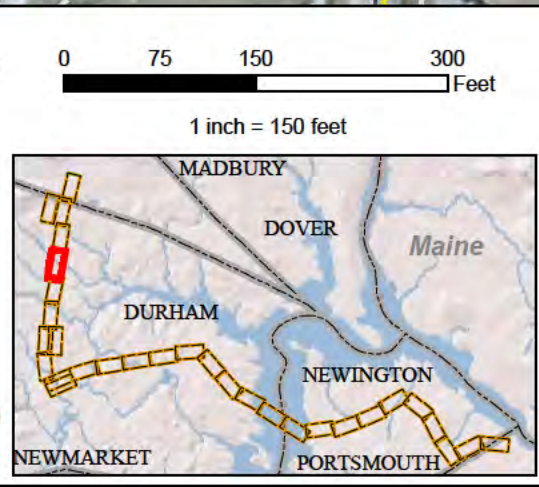 0 75 150 300
Feet
1 inch = 150 feet
MADBURY
DOVER
Maine
DURHAM
NEWINGTON
NEWMARKET
PORTSMOUTH